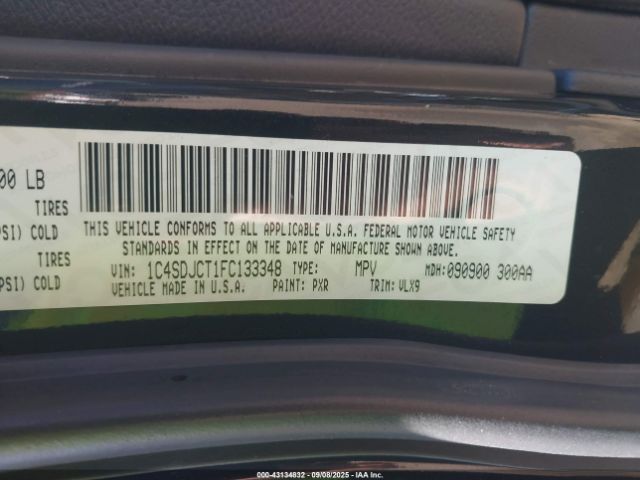 00 LB
TIRES
PSI) COLD
PSI) COLD
THIS VEHICLE CONFORMS TO ALL APPLICABLE U.S.A. FEDERAL MOTOR VEHICLE SAFETY
STANDARDS IN EFFECT ON THE DATE OF MANUFACTURE SHOWN ABOVE.
VIN: 1C4SDJCT1FC133348 TYPE: MPV MDH: 090900 300AA
VEHICLE MADE IN U.S.A. PAINT: PXR TRIM: VLX9
00-43134832 - 09/08/2025 - © IAA Inc.